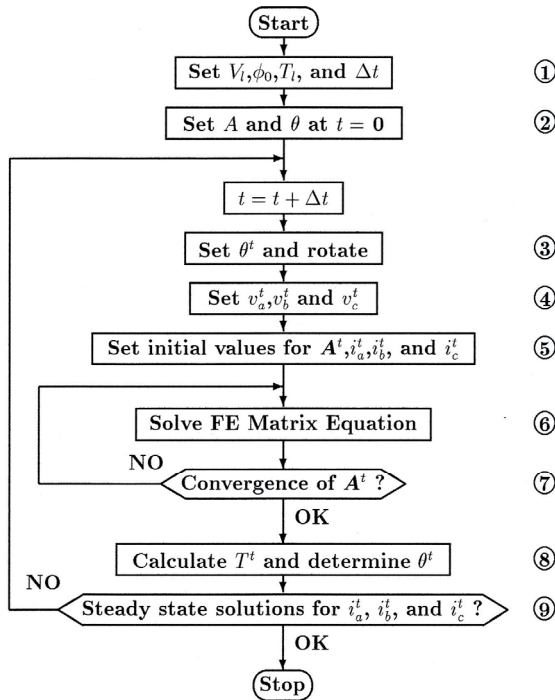 Start
Set V_l,ϕ_0,T_l, and Δt ①
Set A and θ at t = 0 ②
t = t + Δt
Set θ^t and rotate ③
Set v_a^t,v_b^t and v_c^t ④
Set initial values for A^t,i_a^t,i_b^t, and i_c^t ⑤
Solve FE Matrix Equation ⑥
NO
Convergence of A^t ? ⑦
OK
Calculate T^t and determine θ^t ⑧
NO
Steady state solutions for i_a^t, i_b^t, and i_c^t ? ⑨
OK
Stop